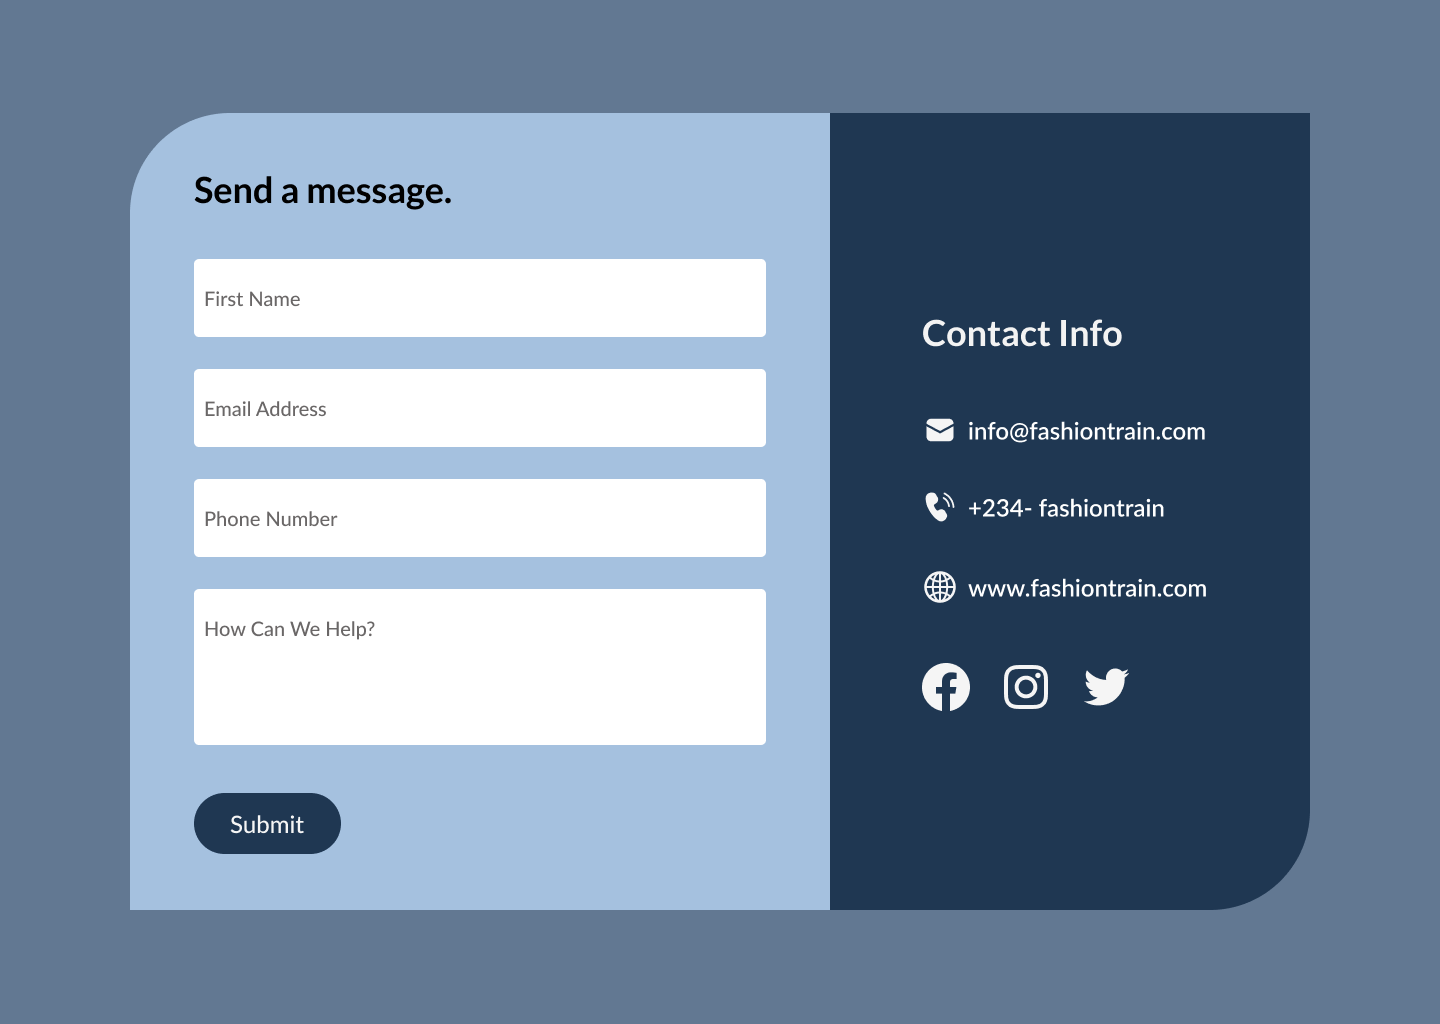 Send a message.
First Name
Email Address
Phone Number
How Can We Help?
Submit
Contact Info
info@fashiontrain.com
+234- fashiontrain
www.fashiontrain.com